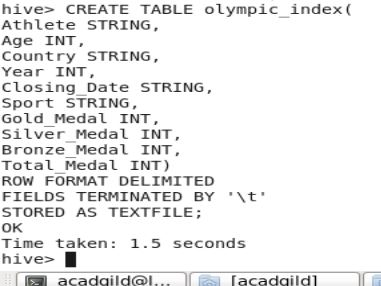 hive> CREATE TABLE olympic_index(
Athlete STRING,
Age INT,
Country STRING,
Year INT,
Closing_Date STRING,
Sport STRING,
Gold_Medal INT,
Silver_Medal INT,
Bronze_Medal INT,
Total_Medal INT)
ROW FORMAT DELIMITED
FIELDS TERMINATED BY '\t'
STORED AS TEXTFILE;
OK
Time taken: 1.5 seconds
hive>
acadgild@l... [acadgild]